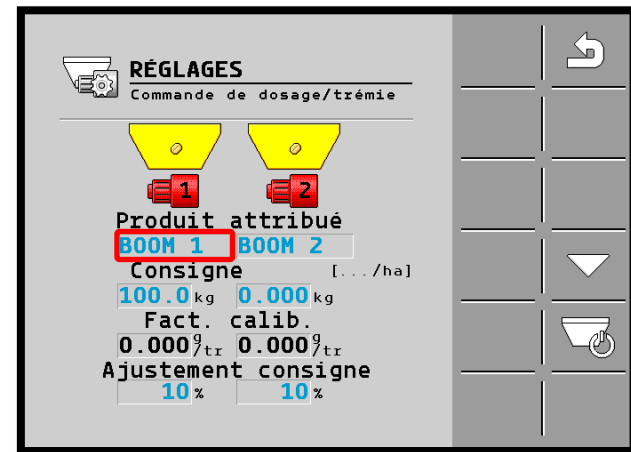 RÉGLAGES
Commande de dosage/trémie
1 2
Produit attribué
BOOM 1 BOOM 2
Consigne [.../ha]
100.0 kg 0.000 kg
Fact. calib.
0.000 g/tr 0.000 g/tr
Ajustement consigne
10 % 10 %